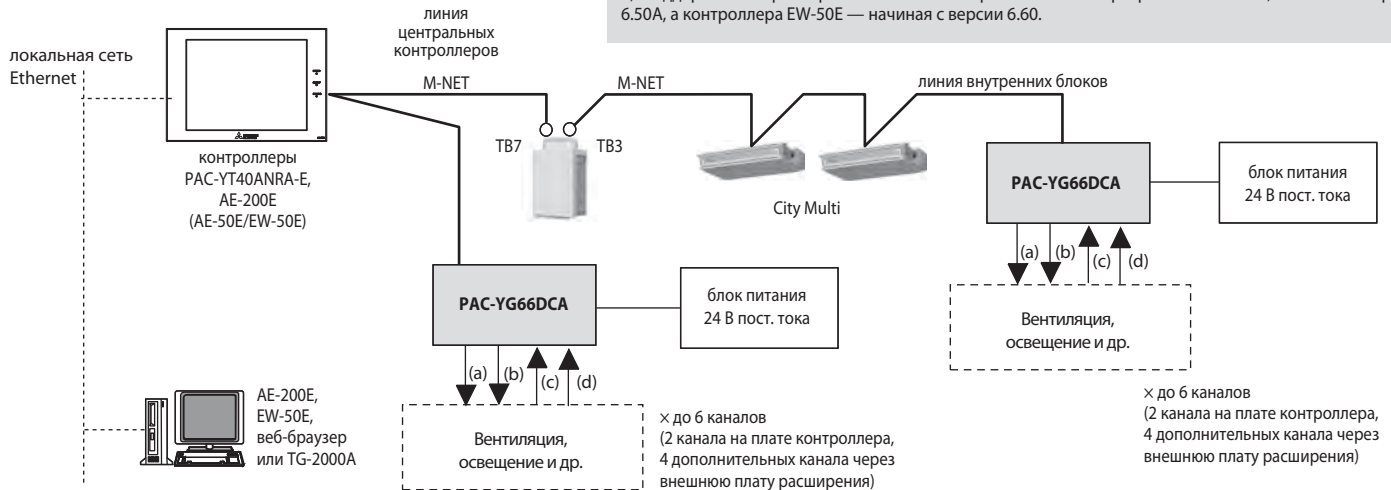 6.50A, а контроллера EW-50E — начиная с версии 6.60.
линия
центральных
контроллеров
локальная сеть
Ethernet
M-NET
M-NET
линия внутренних блоков
TB7
TB3
контроллеры
PAC-YT40ANRA-E,
AE-200E
(AE-50E/EW-50E)
City Multi
PAC-YG66DCA
блок питания
24 В пост. тока
(a)
(b)
(c)
(d)
Вентиляция,
освещение и др.
PAC-YG66DCA
блок питания
24 В пост. тока
(a)
(b)
(c)
(d)
Вентиляция,
освещение и др.
× до 6 каналов
(2 канала на плате контроллера,
4 дополнительных канала через
внешнюю плату расширения)
× до 6 каналов
(2 канала на плате контроллера,
4 дополнительных канала через
внешнюю плату расширения)
AE-200E,
EW-50E,
веб-браузер
или TG-2000A